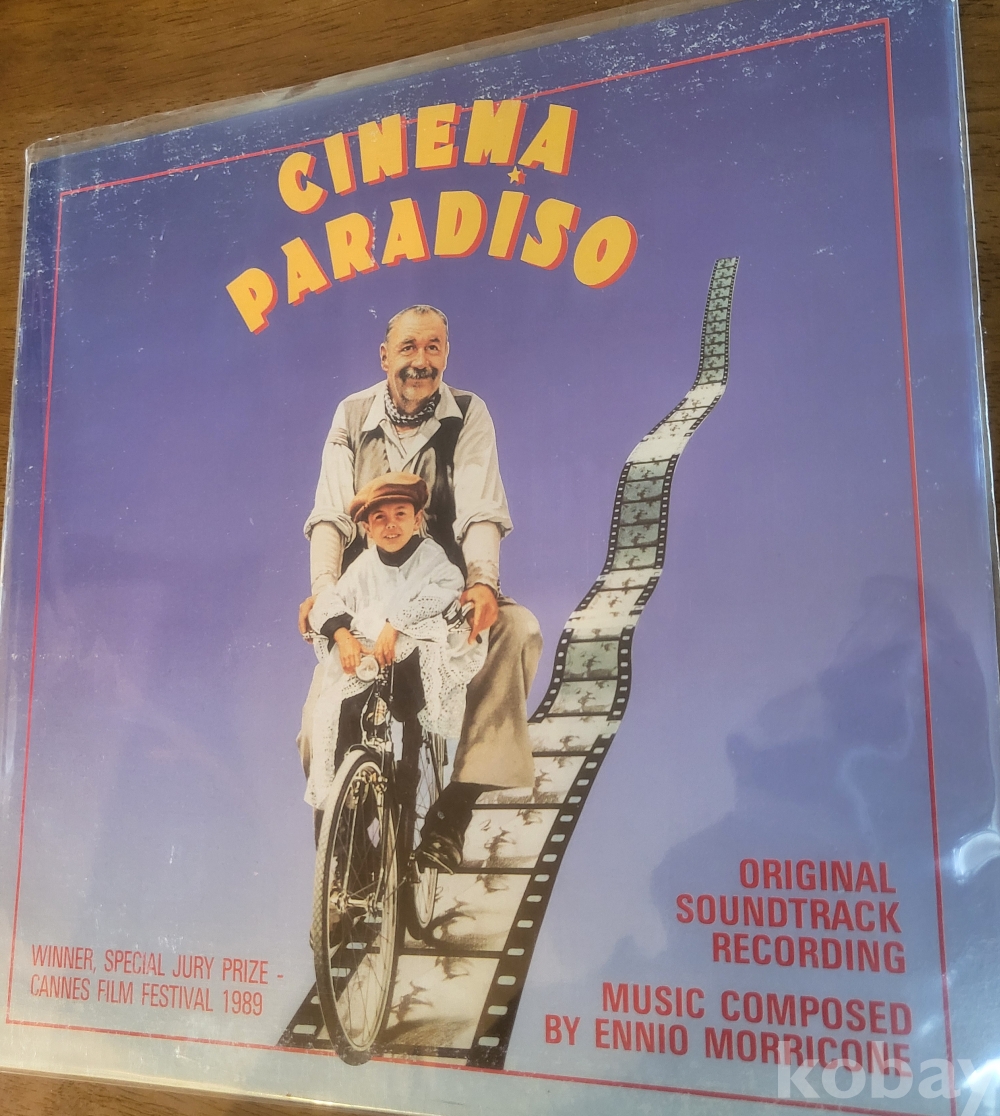 CINEMA
PARADISO
ORIGINAL
SOUNDTRACK
RECORDING
WINNER, SPECIAL JURY PRIZE -
CANNES FILM FESTIVAL 1989
MUSIC COMPOSED
BY ENNIO MORRICONE
kobay